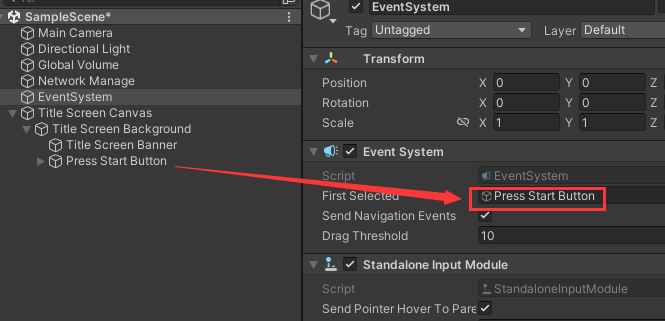 All
SampleScene*
Main Camera
Directional Light
Global Volume
Network Manage
EventSystem
Title Screen Canvas
Title Screen Background
Title Screen Banner
Press Start Button
EventSystem
Tag Untagged Layer Default
Transform
Position X 0 Y 0 Z
Rotation X 0 Y 0 Z
Scale X 1 Y 1 Z
Event System
Script EventSystem
First Selected Press Start Button
Send Navigation Events
Drag Threshold 10
Standalone Input Module
Script StandaloneInputModule
Send Pointer Hover To Pare